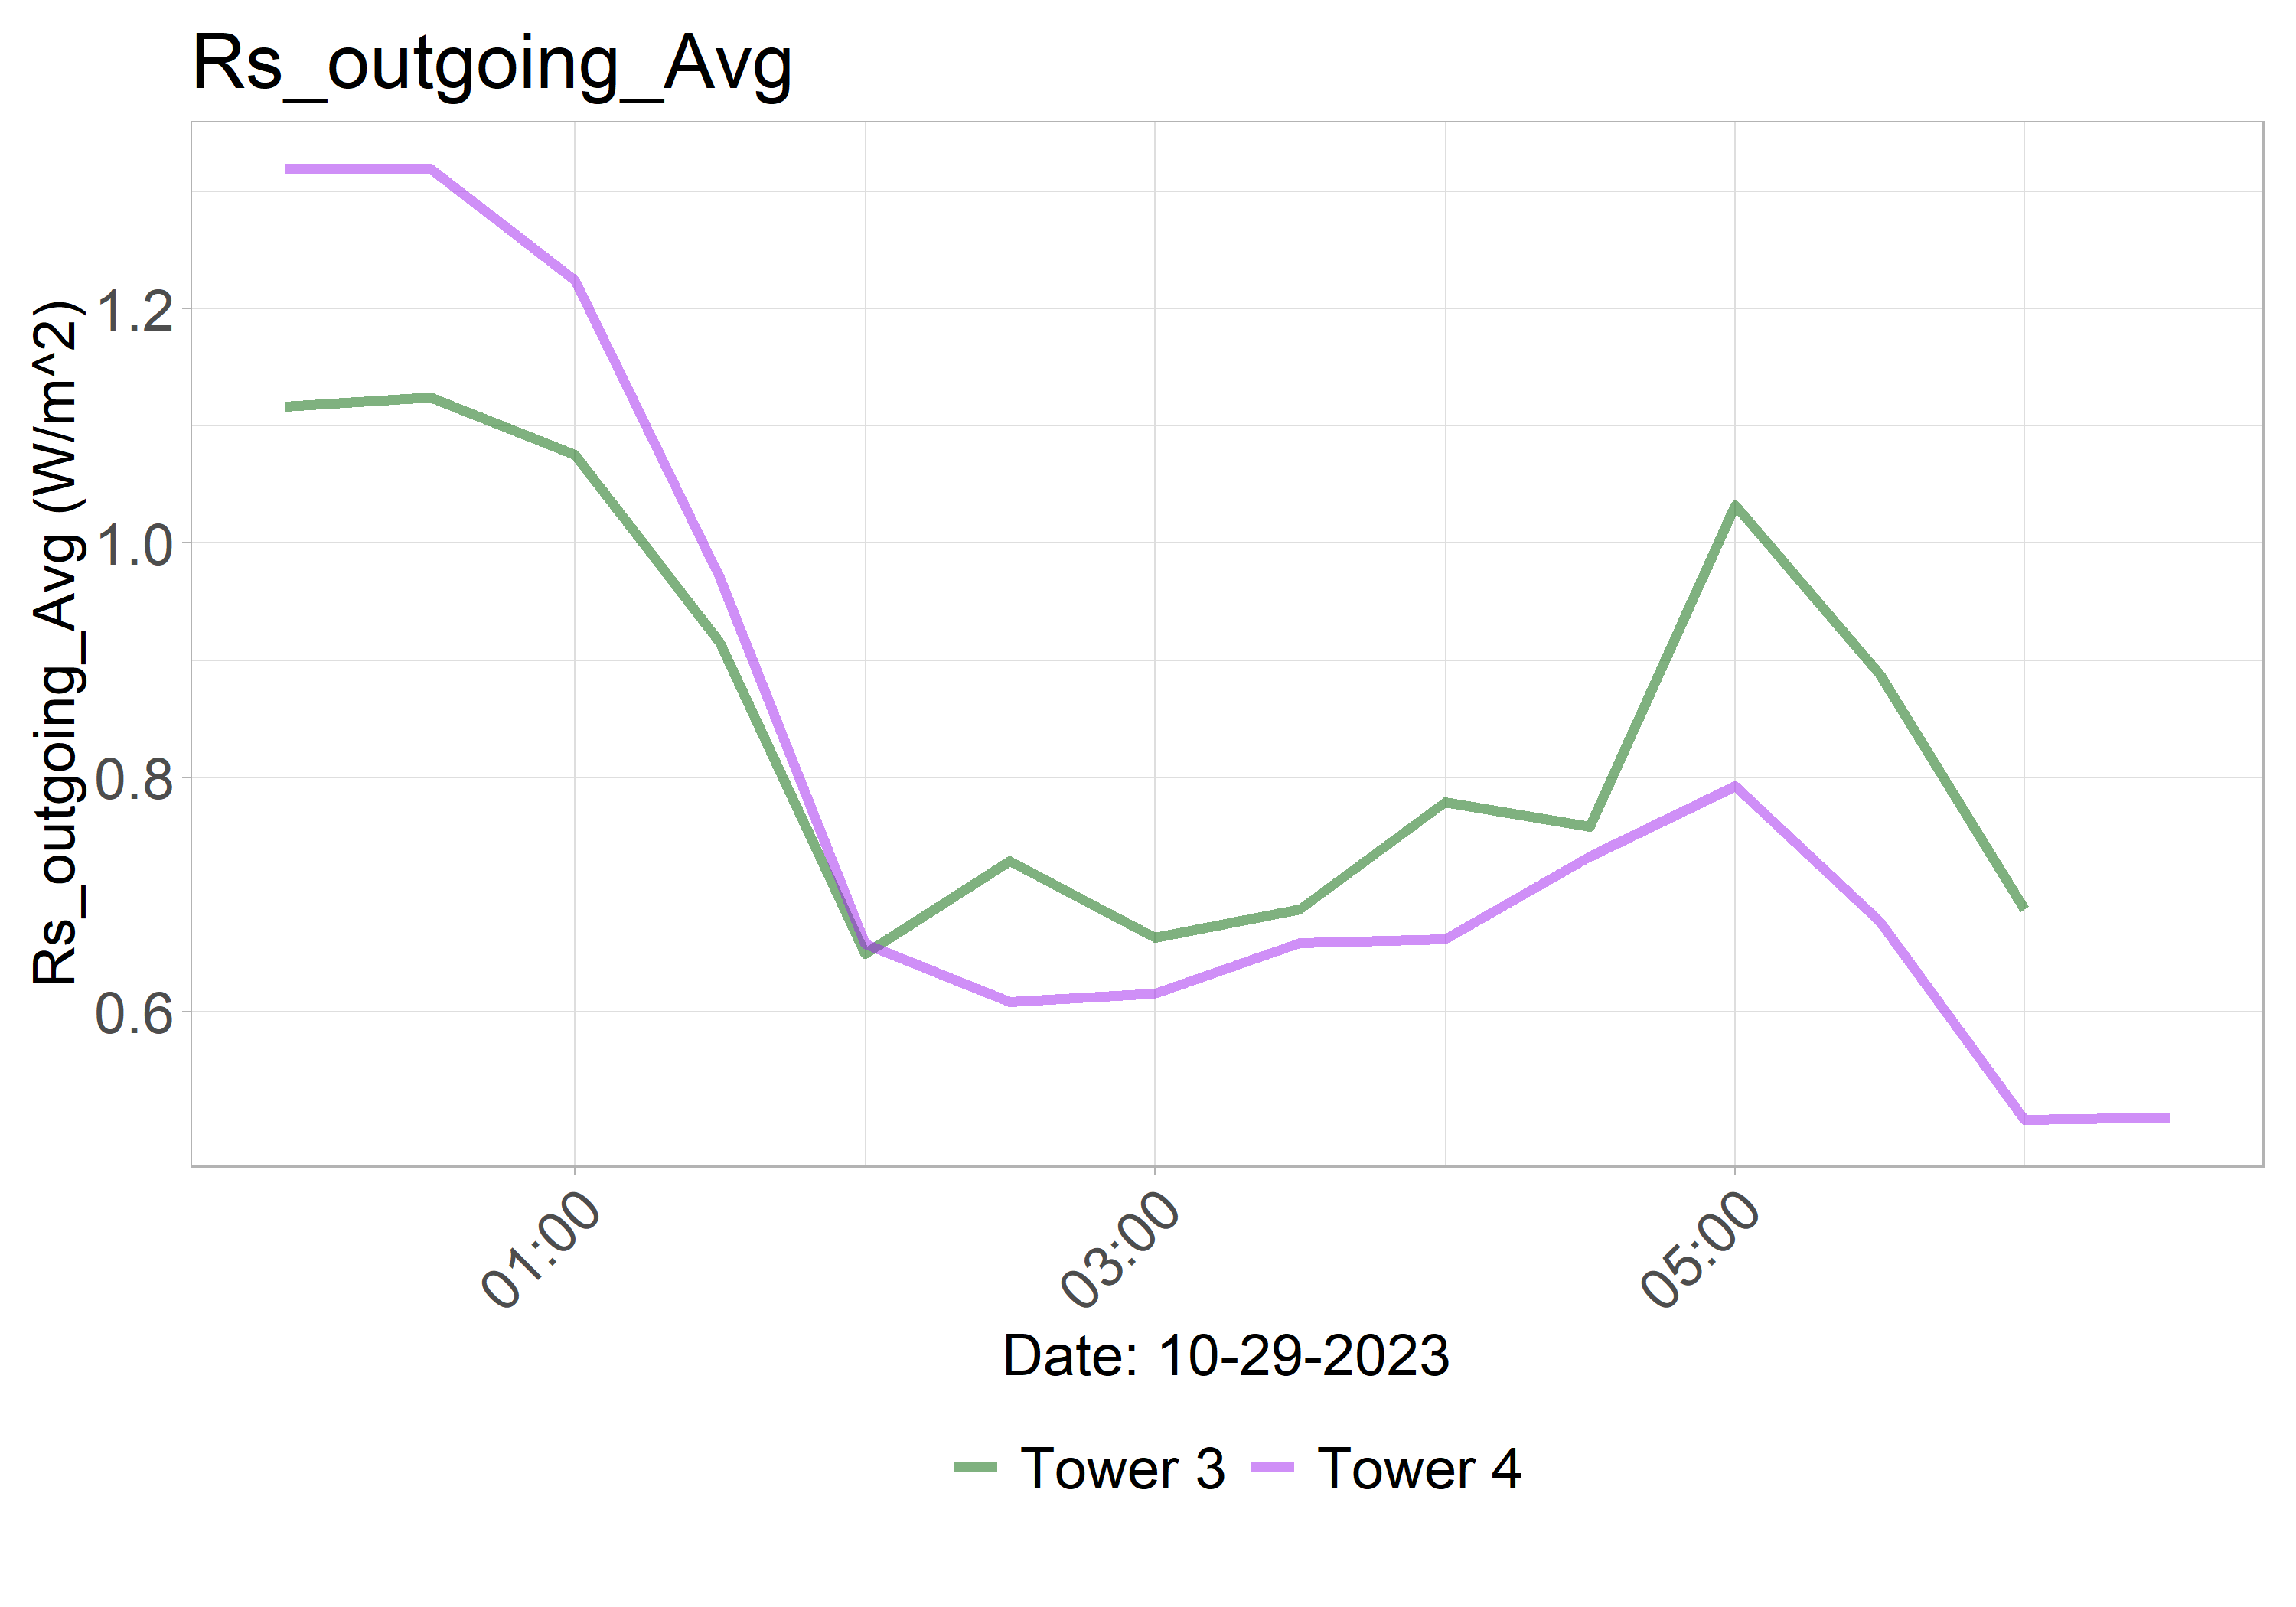 Rs_outgoing_Avg
Rs_outgoing_Avg (W/m^2)
1.2
1.0
0.8
0.6
01:00
03:00
05:00
Date: 10-29-2023
Tower 3
Tower 4